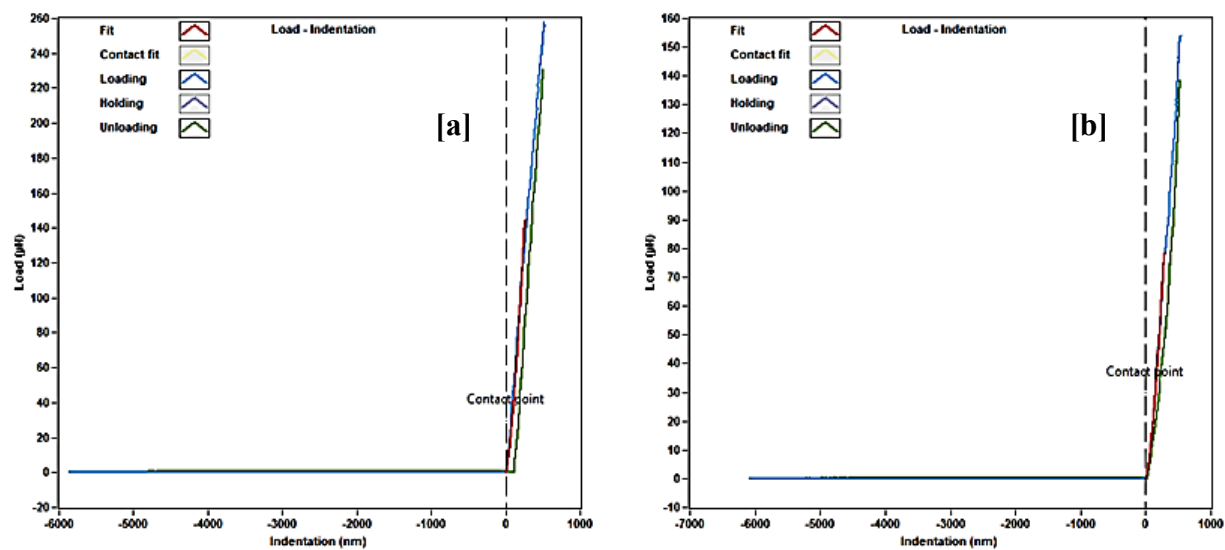 Load - Indentation
Fit
Contact fit
Loading
Holding
Unloading
[a]
260
240
220
200
180
160
140
120
100
80
60
40
20
0
-20
Load (µN)
Contact point
-6000 -5000 -4000 -3000 -2000 -1000 0 1000
Indentation (nm)
Load - Indentation
Fit
Contact fit
Loading
Holding
Unloading
[b]
160
150
140
130
120
110
100
90
80
70
60
50
40
30
20
10
0
-10
Load (µN)
Contact point
-7000 -6000 -5000 -4000 -3000 -2000 -1000 0 1000
Indentation (nm)